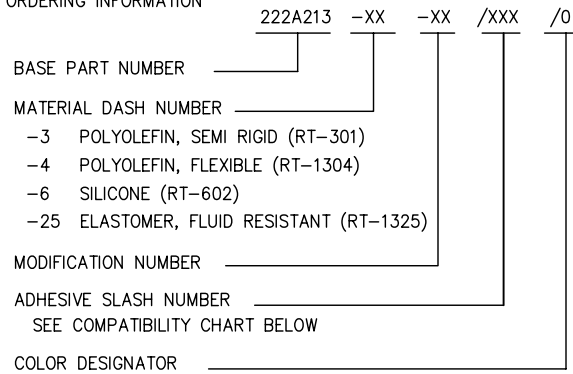 ORDERING INFORMATION
222A213 -XX -XX /XXX /0
BASE PART NUMBER
MATERIAL DASH NUMBER
-3 POLYOLEFIN, SEMI RIGID (RT-301)
-4 POLYOLEFIN, FLEXIBLE (RT-1304)
-6 SILICONE (RT-602)
-25 ELASTOMER, FLUID RESISTANT (RT-1325)
MODIFICATION NUMBER
ADHESIVE SLASH NUMBER
SEE COMPATIBILITY CHART BELOW
COLOR DESIGNATOR